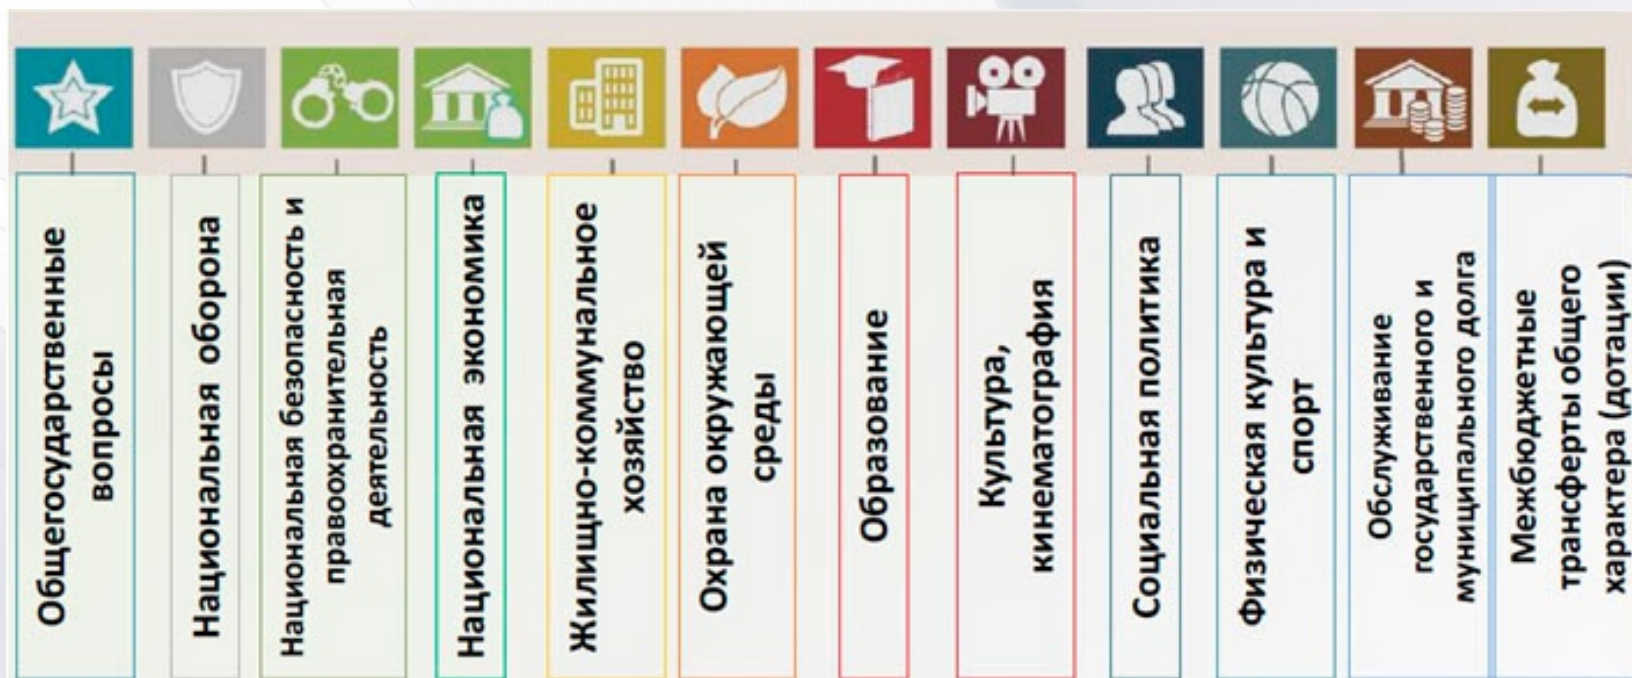 Общегосударственные
вопросы
Национальная оборона
Национальная безопасность и
правоохранительная
деятельность
Национальная экономика
Жилищно-коммунальное
хозяйство
Охрана окружающей
среды
Образование
Культура,
кинематография
Социальная политика
Физическая культура и
спорт
Обслуживание
государственного и
муниципального долга
Межбюджетные
трансферты общего
характера (дотации)